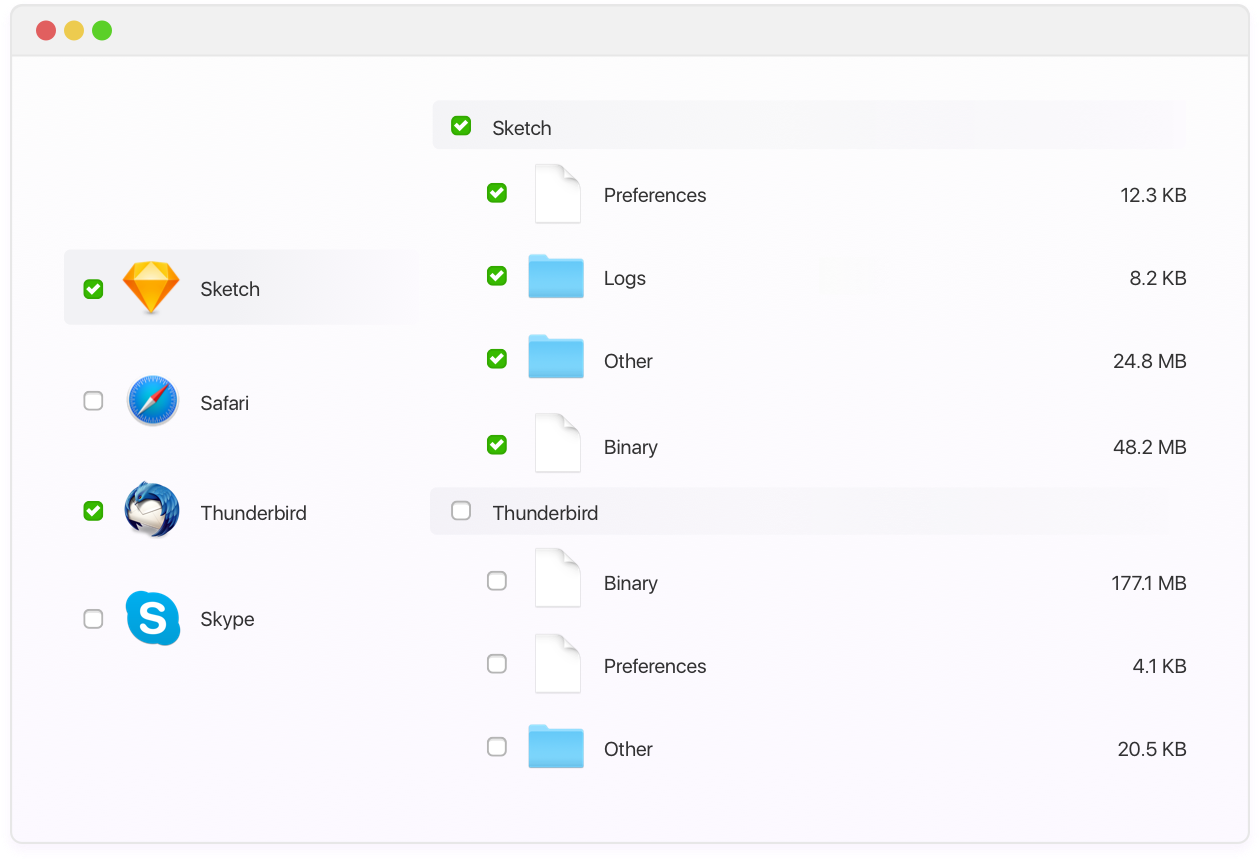 Sketch
Safari
Thunderbird
S
Skype
Sketch
Preferences 12.3 KB
Logs 8.2 KB
Other 24.8 MB
Binary 48.2 MB
Thunderbird
Binary 177.1 MB
Preferences 4.1 KB
Other 20.5 KB